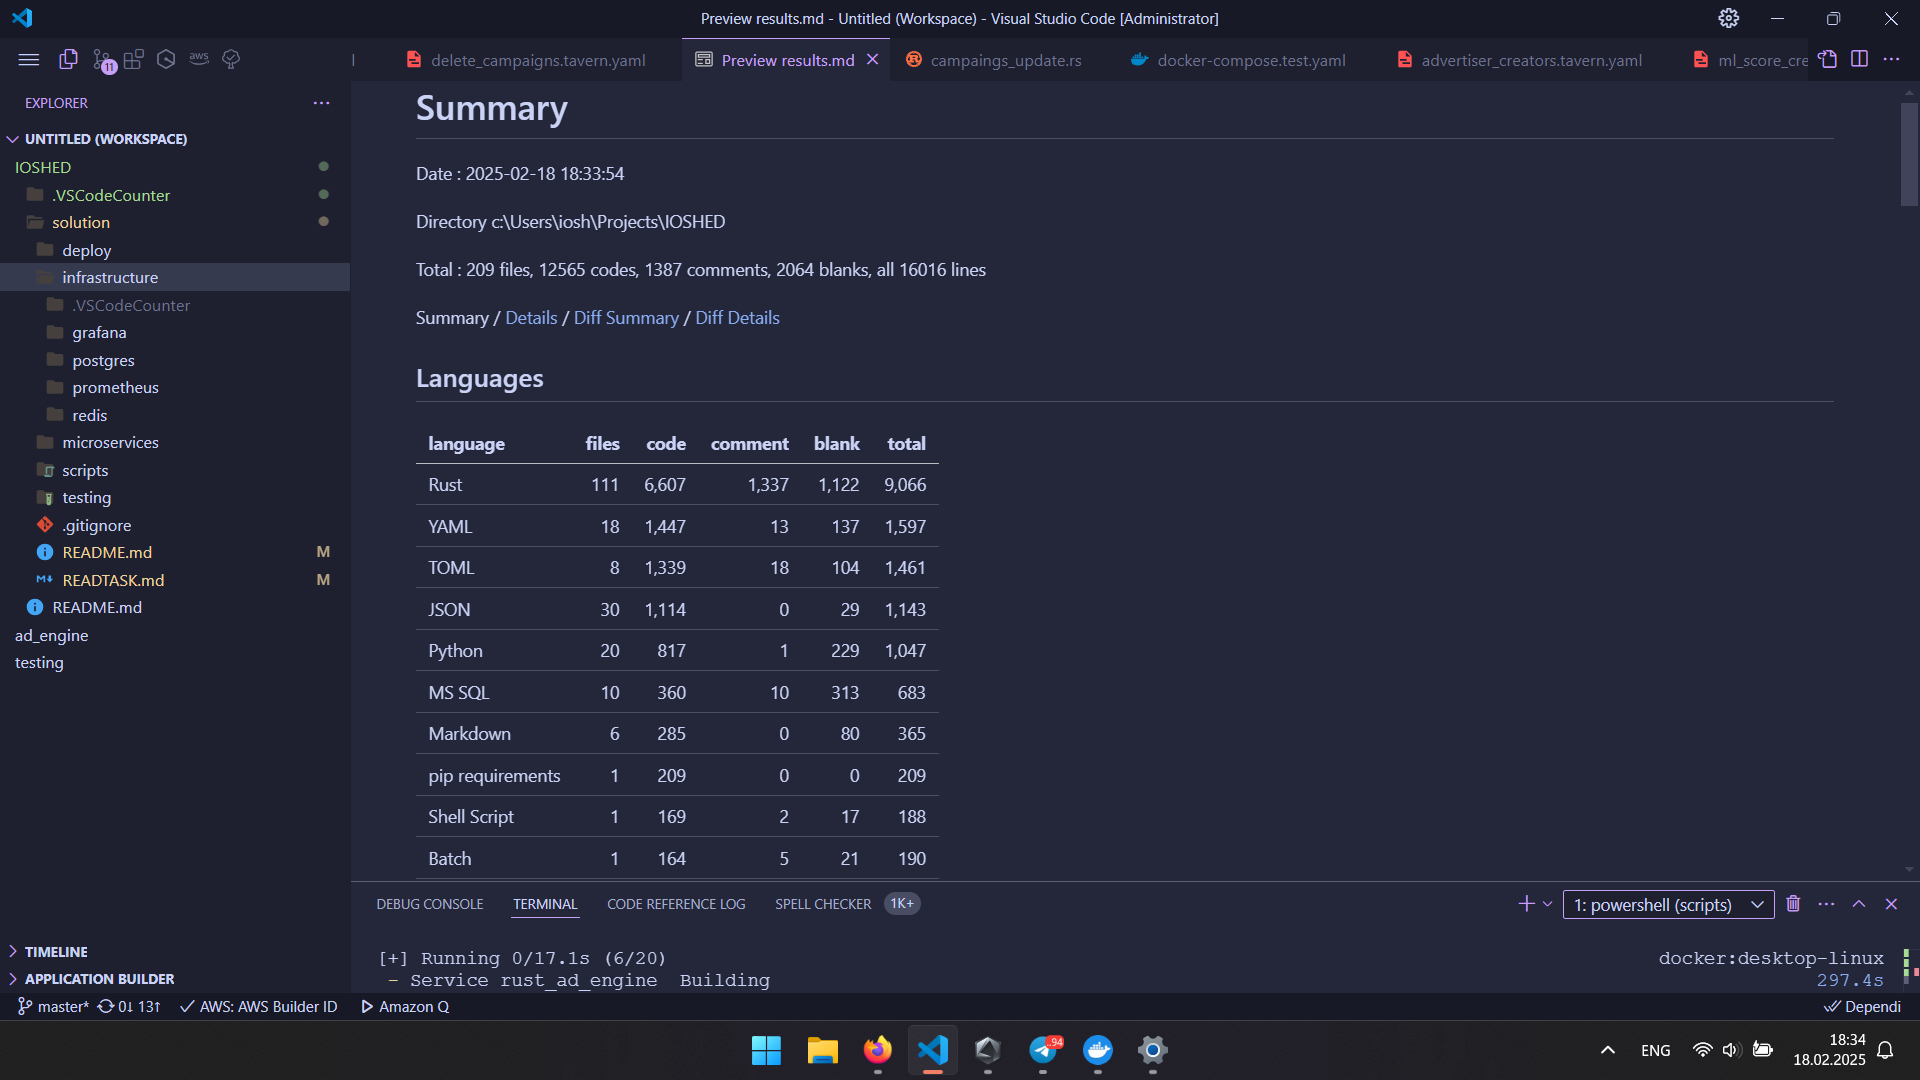 Preview results.md - Untitled (Workspace) - Visual Studio Code [Administrator]
11
aws
delete_campaigns.tavern.yaml
Preview results.md
campaings_update.rs
docker-compose.test.yaml
advertiser_creators.tavern.yaml
ml_score_cre
EXPLORER
UNTITLED (WORKSPACE)
IOSHED
.VSCodeCounter
solution
deploy
infrastructure
.VSCodeCounter
grafana
postgres
prometheus
redis
microservices
scripts
testing
.gitignore
README.md M
READTASK.md M
README.md
ad_engine
testing
TIMELINE
APPLICATION BUILDER
Summary
Date : 2025-02-18 18:33:54
Directory c:\Users\iosh\Projects\IOSHED
Total : 209 files, 12565 codes, 1387 comments, 2064 blanks, all 16016 lines
Summary / Details / Diff Summary / Diff Details
Languages
language files code comment blank total
Rust 111 6,607 1,337 1,122 9,066
YAML 18 1,447 13 137 1,597
TOML 8 1,339 18 104 1,461
JSON 30 1,114 0 29 1,143
Python 20 817 1 229 1,047
MS SQL 10 360 10 313 683
Markdown 6 285 0 80 365
pip requirements 1 209 0 0 209
Shell Script 1 169 2 17 188
Batch 1 164 5 21 190
DEBUG CONSOLE TERMINAL CODE REFERENCE LOG SPELL CHECKER 1K+
1: powershell (scripts)
[+] Running 0/17.1s (6/20) docker:desktop-linux
- Service rust_ad_engine Building 297.4s
master* 0↓ 13↑ AWS: AWS Builder ID Amazon Q Dependi
94
ENG
18:34
18.02.2025